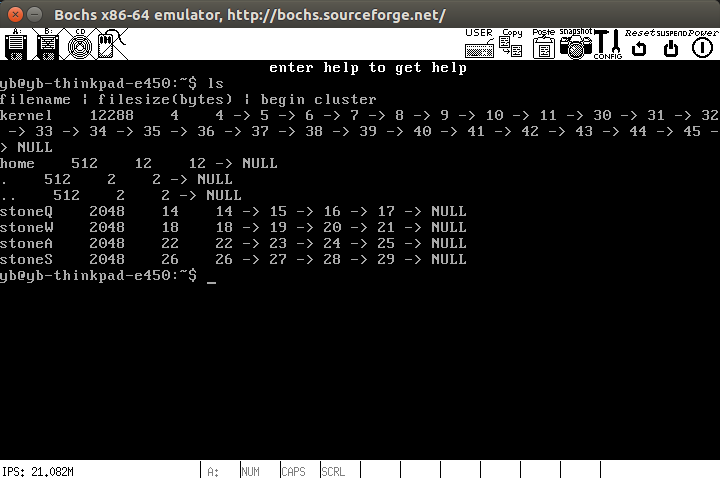 Bochs x86-64 emulator, http://bochs.sourceforge.net/
A: B: CD USER Copy Paste snapshot CONFIG Reset SUSPEND Power
enter help to get help
yb@yb-thinkpad-e450:~$ ls
filename | filesize(bytes) | begin cluster
kernel 12288 4 4 -> 5 -> 6 -> 7 -> 8 -> 9 -> 10 -> 11 -> 30 -> 31 -> 32
-> 33 -> 34 -> 35 -> 36 -> 37 -> 38 -> 39 -> 40 -> 41 -> 42 -> 43 -> 44 -> 45 -
> NULL
home 512 12 12 -> NULL
. 512 2 2 -> NULL
.. 512 2 2 -> NULL
stoneQ 2048 14 14 -> 15 -> 16 -> 17 -> NULL
stoneW 2048 18 18 -> 19 -> 20 -> 21 -> NULL
stoneA 2048 22 22 -> 23 -> 24 -> 25 -> NULL
stoneS 2048 26 26 -> 27 -> 28 -> 29 -> NULL
yb@yb-thinkpad-e450:~$ _
IPS: 21.082M A: NUM CAPS SCRL